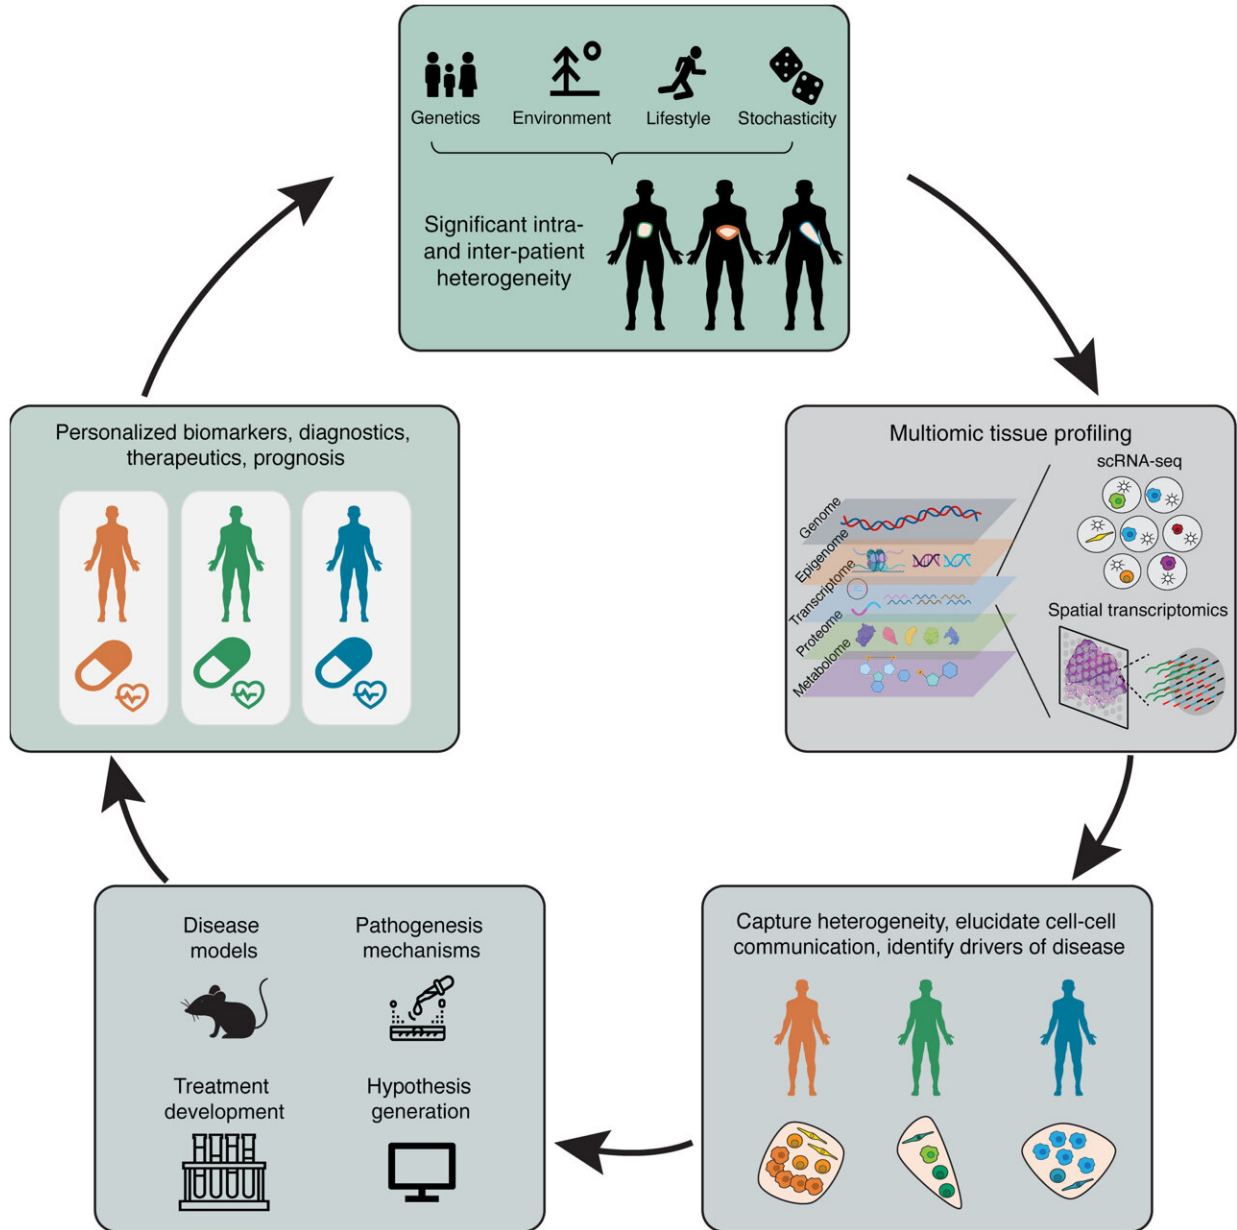 Genetics
Environment
Lifestyle
Stochasticity
Significant intra-
and inter-patient
heterogeneity
Multiomic tissue profiling
Genome
Epigenome
Transcriptome
Proteome
Metabolome
scRNA-seq
Spatial transcriptomics
Capture heterogeneity, elucidate cell-cell
communication, identify drivers of disease
Disease
models
Pathogenesis
mechanisms
Treatment
development
Hypothesis
generation
Personalized biomarkers, diagnostics,
therapeutics, prognosis